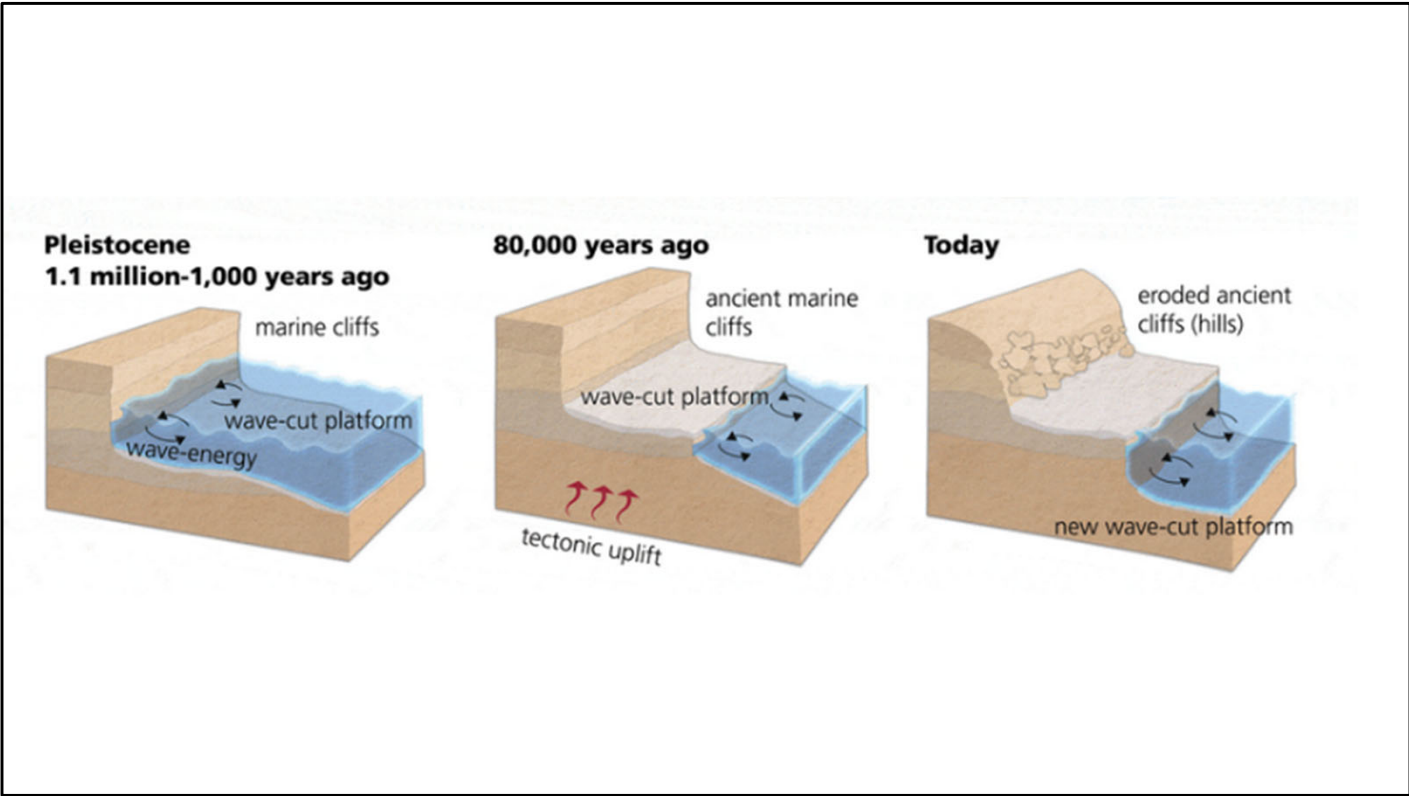 Pleistocene
1.1 million-1,000 years ago
marine cliffs
wave-cut platform
wave-energy
80,000 years ago
ancient marine
cliffs
wave-cut platform
tectonic uplift
Today
eroded ancient
cliffs (hills)
new wave-cut platform